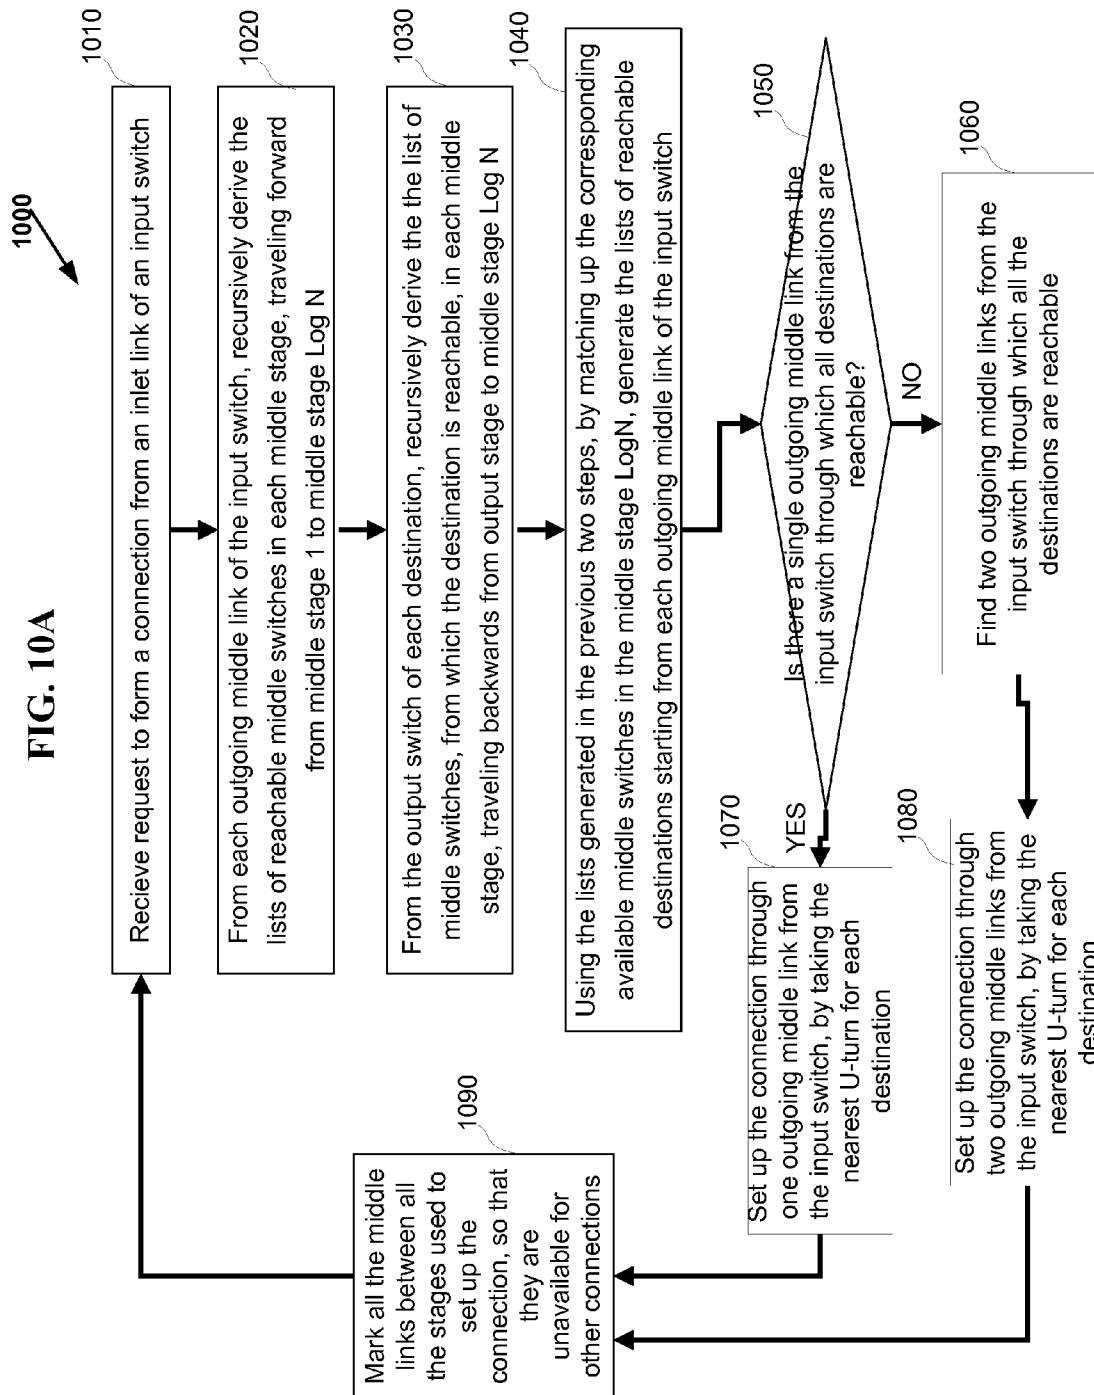 FIG. 10A
1000
1010
Recieve request to form a connection from an inlet link of an input switch
1020
From each outgoing middle link of the input switch, recursively derive the
lists of reachable middle switches in each middle stage, traveling forward
from middle stage 1 to middle stage Log N
1030
From the output switch of each destination, recursively derive the list of
middle switches, from which the destination is reachable, in each middle
stage, traveling backwards from output stage to middle stage Log N
1040
Using the lists generated in the previous two steps, by matching up the corresponding
available middle switches in the middle stage LogN, generate the lists of reachable
destinations starting from each outgoing middle link of the input switch
1050
Is there a single outgoing middle link from the
input switch through which all destinations are
reachable?
NO
YES
1060
Find two outgoing middle links from the
input switch through which all the
destinations are reachable
1070
Set up the connection through
one outgoing middle link from
the input switch, by taking the
nearest U-turn for each
destination
1080
Set up the connection through
two outgoing middle links from
the input switch, by taking the
nearest U-turn for each
destination
1090
Mark all the middle
links between all
the stages used to
set up the
connection, so that
they are
unavailable for
other connections